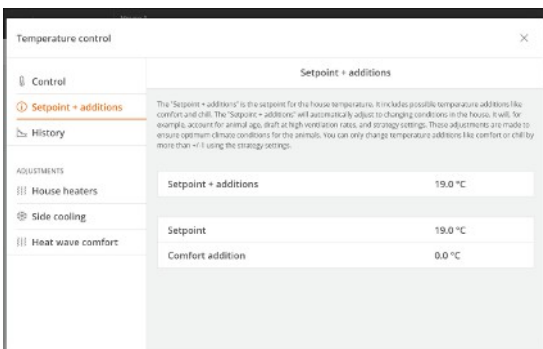 Temperature control
Setpoint + additions
Control
Setpoint + additions
History
ADJUSTMENTS
House heaters
Side cooling
Heat wave comfort
The "Setpoint + additions" is the setpoint for the house temperature. It includes possible temperature additions like
comfort and chill. The "Setpoint + additions" will automatically adjust to changing conditions in the house. It will, for
example, account for animal age, draft at high ventilation rates, and strategy settings. These adjustments are made to
ensure optimum climate conditions for the animals. You can only change temperature additions like comfort or chill by
more than +/-1 using the strategy settings.
Setpoint + additions 19.0 °C
Setpoint 19.0 °C
Comfort addition 0.0 °C